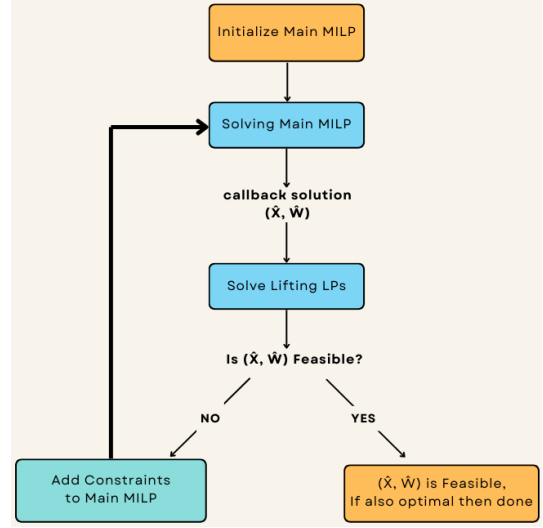 Initialize Main MILP
Solving Main MILP
callback solution
(X̂, Ŵ)
Solve Lifting LPs
Is (X̂, Ŵ) Feasible?
NO
YES
Add Constraints
to Main MILP
(X̂, Ŵ) is Feasible,
If also optimal then done